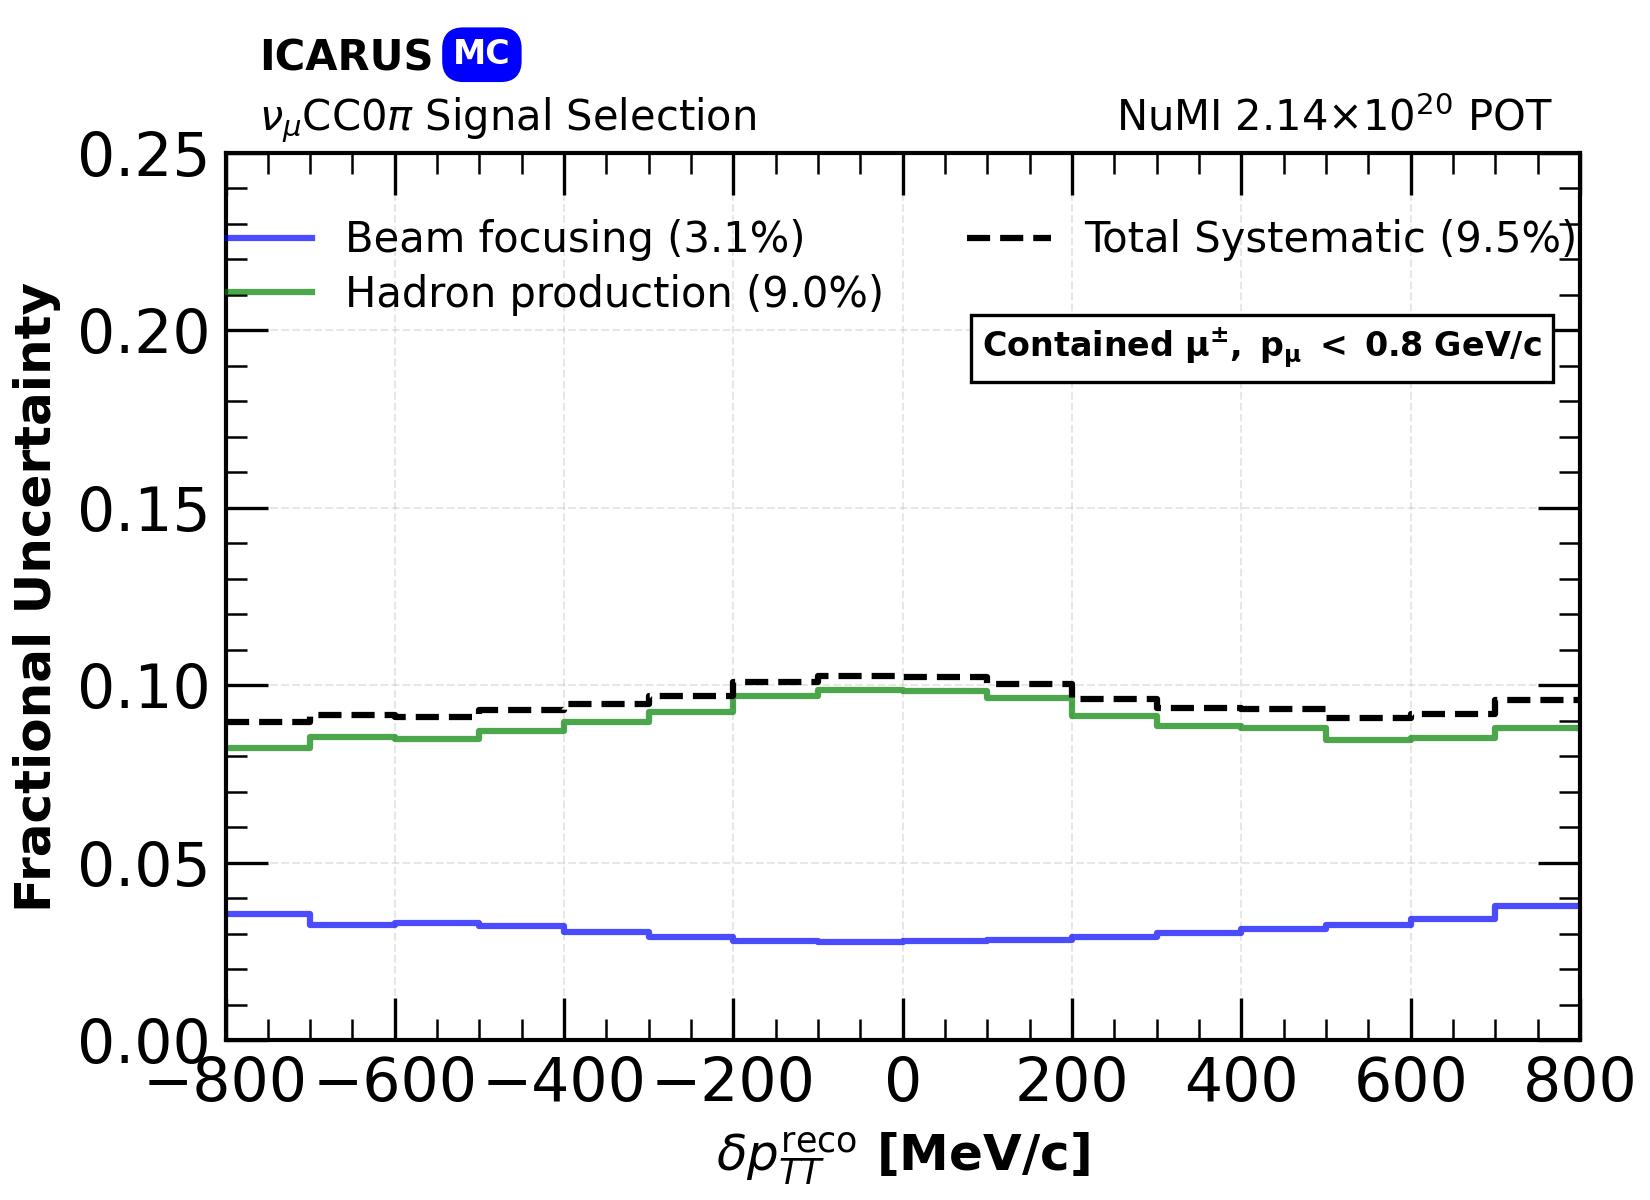 ICARUS MC
νμCC0π Signal Selection NuMI 2.14×10²⁰ POT
0.25
Beam focusing (3.1%) Total Systematic (9.5%)
Hadron production (9.0%)
0.20
Contained μ±, pμ < 0.8 GeV/c
0.15
0.10
0.05
0.00
Fractional Uncertainty
−800 −600 −400 −200 0 200 400 600 800
δp_TT^reco [MeV/c]